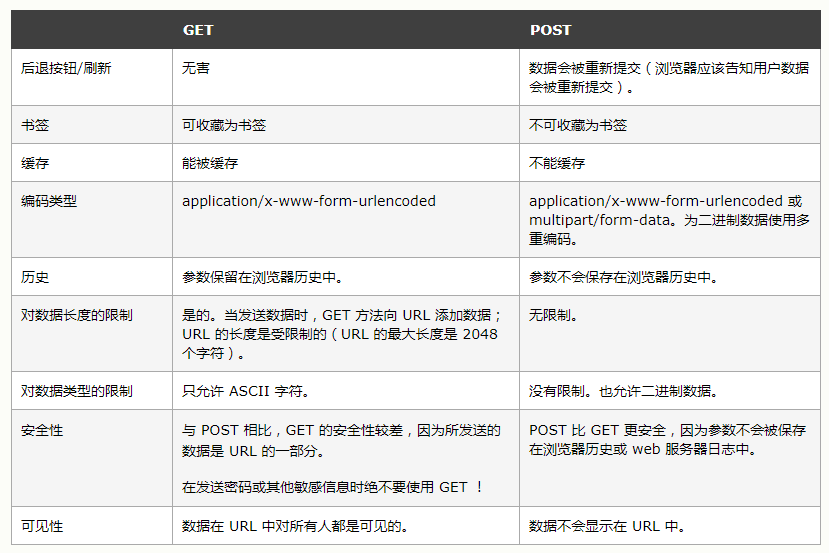 GET POST
后退按钮/刷新 无害 数据会被重新提交（浏览器应该告知用户数据
会被重新提交）。
书签 可收藏为书签 不可收藏为书签
缓存 能被缓存 不能缓存
编码类型 application/x-www-form-urlencoded application/x-www-form-urlencoded 或
multipart/form-data。为二进制数据使用多
重编码。
历史 参数保留在浏览器历史中。 参数不会保存在浏览器历史中。
对数据长度的限制 是的。当发送数据时，GET 方法向 URL 添加数据； 无限制。
URL 的长度是受限制的（URL 的最大长度是 2048
个字符）。
对数据类型的限制 只允许 ASCII 字符。 没有限制。也允许二进制数据。
安全性 与 POST 相比，GET 的安全性较差，因为所发送的 POST 比 GET 更安全，因为参数不会被保存
数据是 URL 的一部分。 在浏览器历史或 web 服务器日志中。
在发送密码或其他敏感信息时绝不要使用 GET ！
可见性 数据在 URL 中对所有人都是可见的。 数据不会显示在 URL 中。